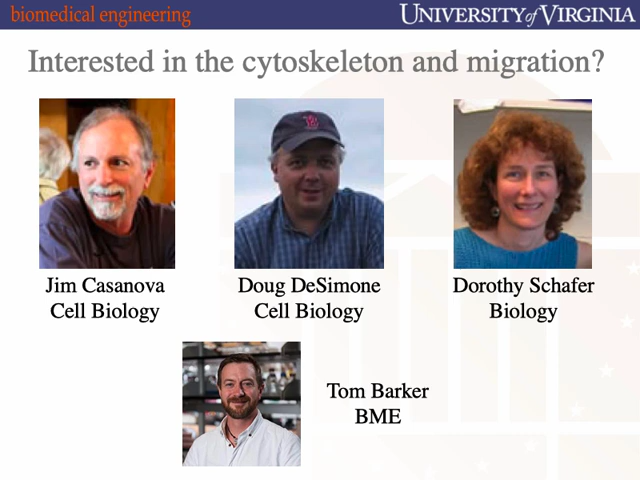 biomedical engineering
UNIVERSITY of VIRGINIA
Interested in the cytoskeleton and migration?
Jim Casanova
Cell Biology
Doug DeSimone
Cell Biology
Dorothy Schafer
Biology
Tom Barker
BME